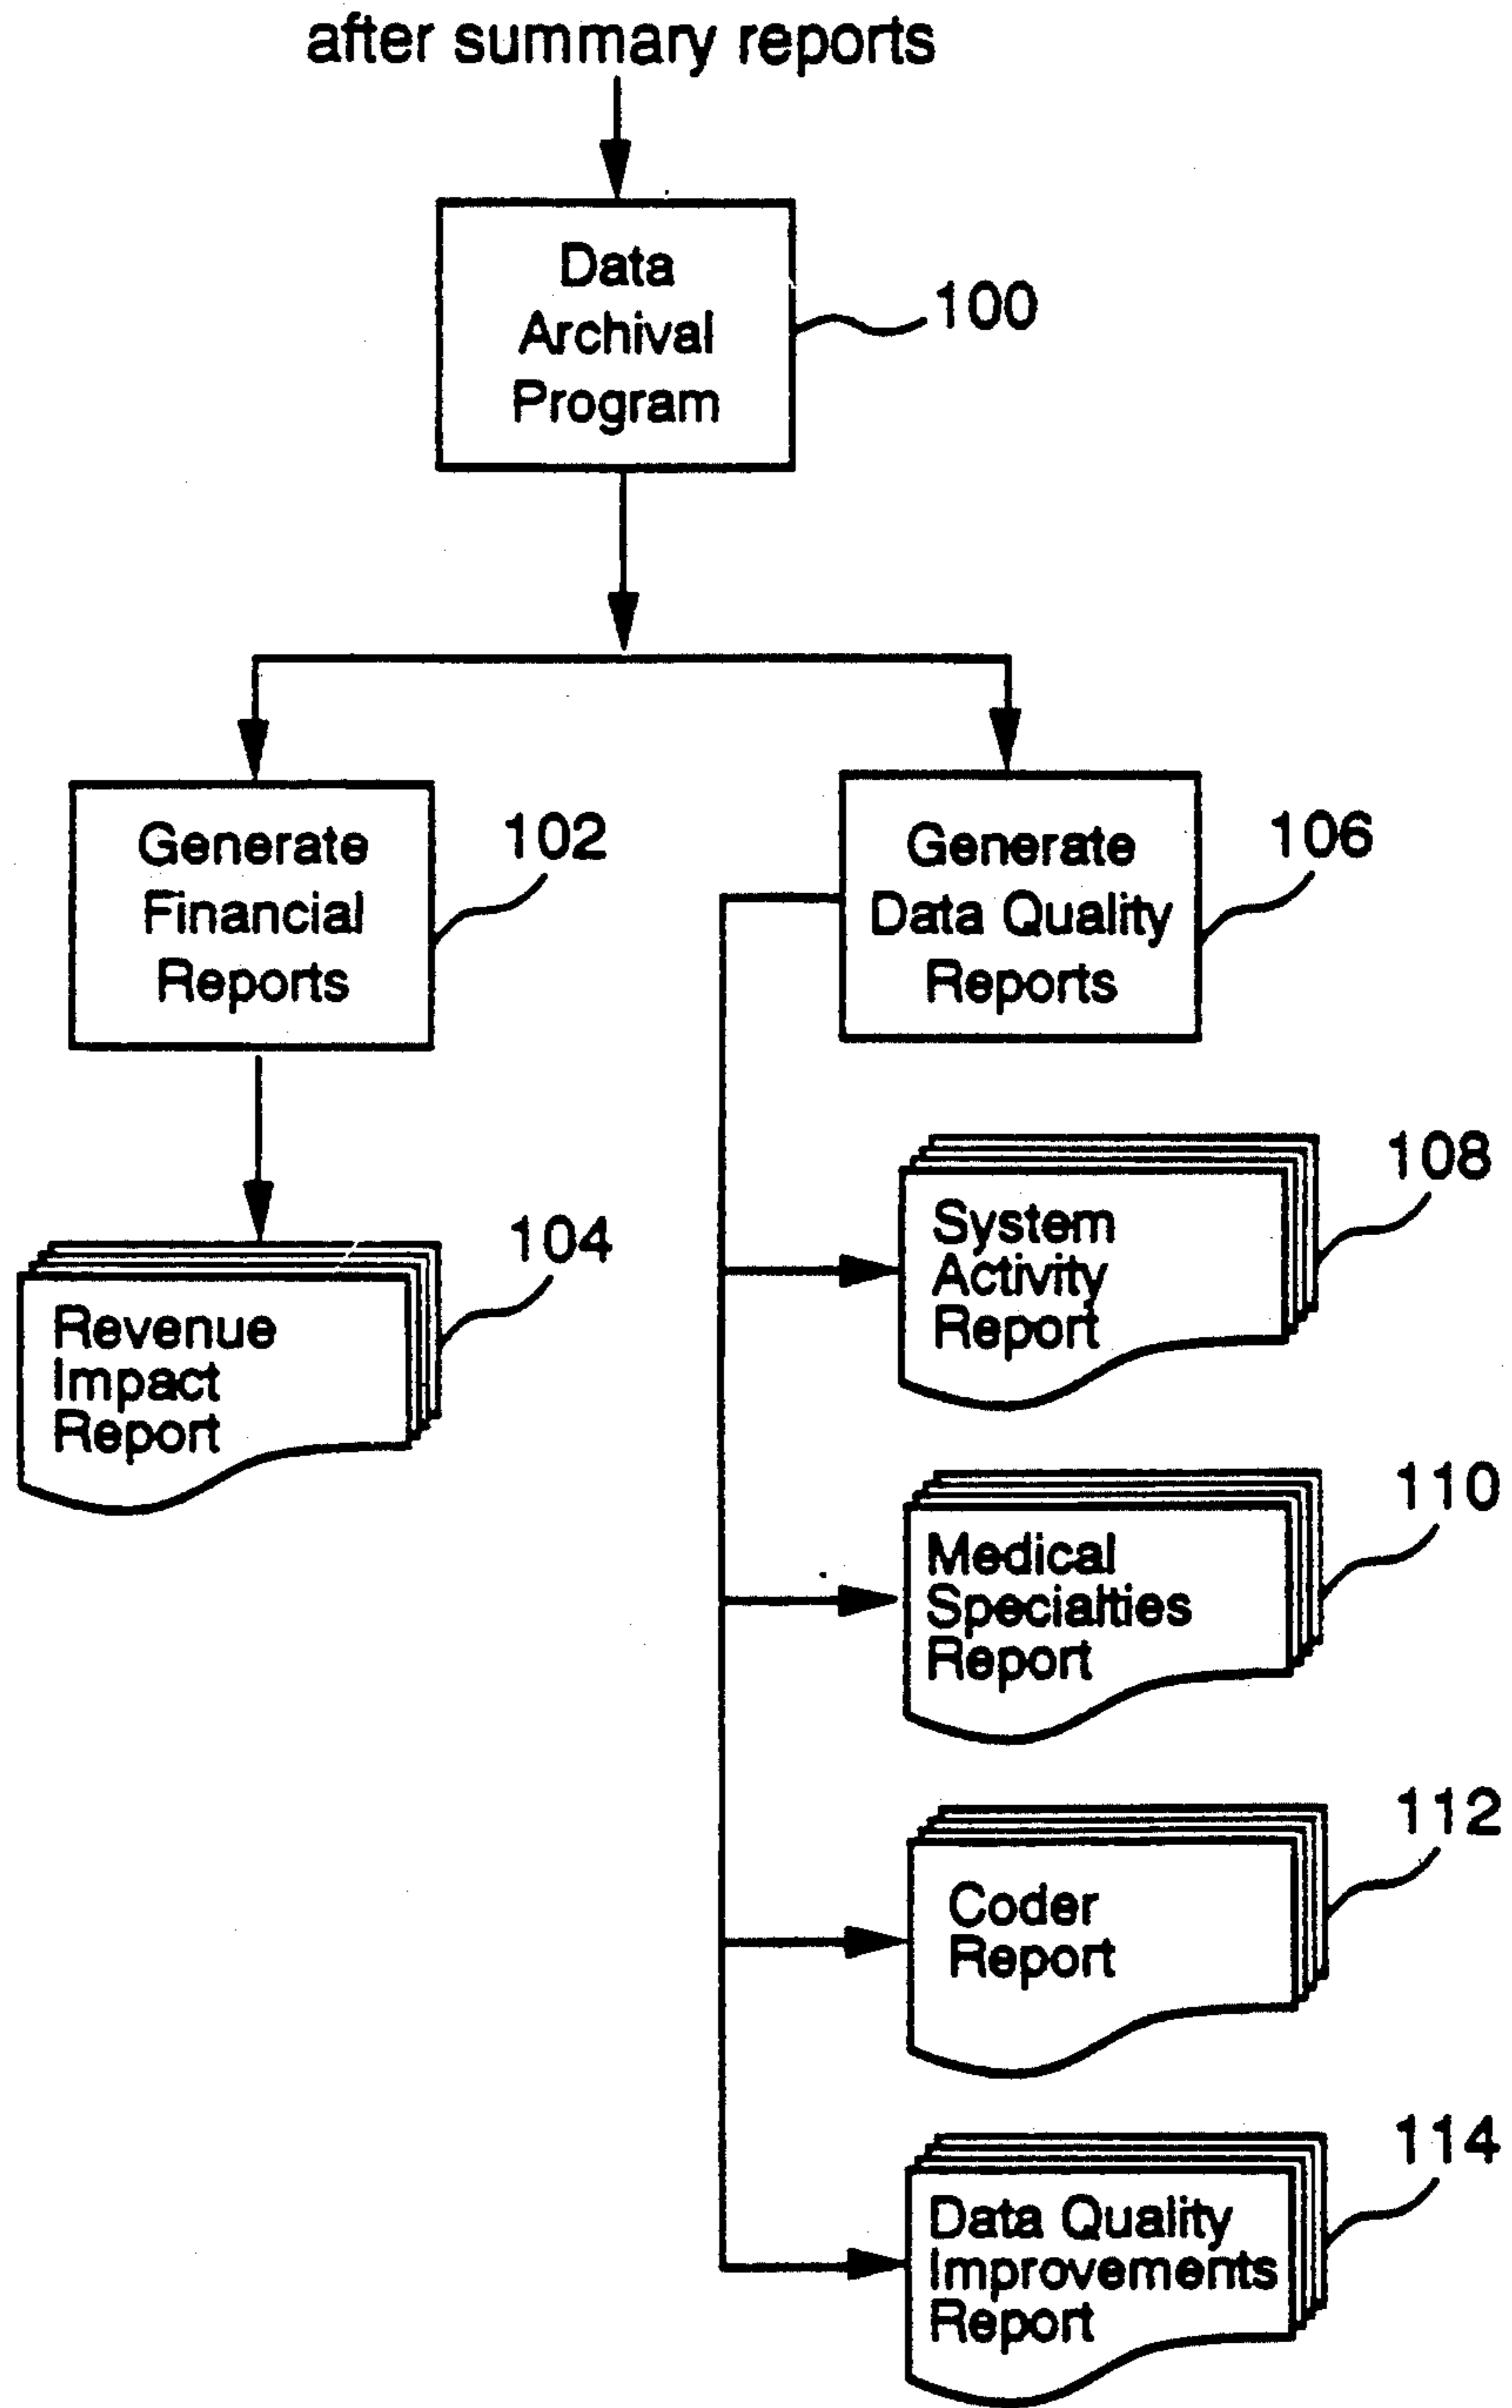 after summary reports
Data
Archival
Program
100
Generate
Financial
Reports
102
Generate
Data Quality
Reports
106
Revenue
Impact
Report
104
System
Activity
Report
108
Medical
Specialties
Report
110
Coder
Report
112
Data Quality
Improvements
Report
114